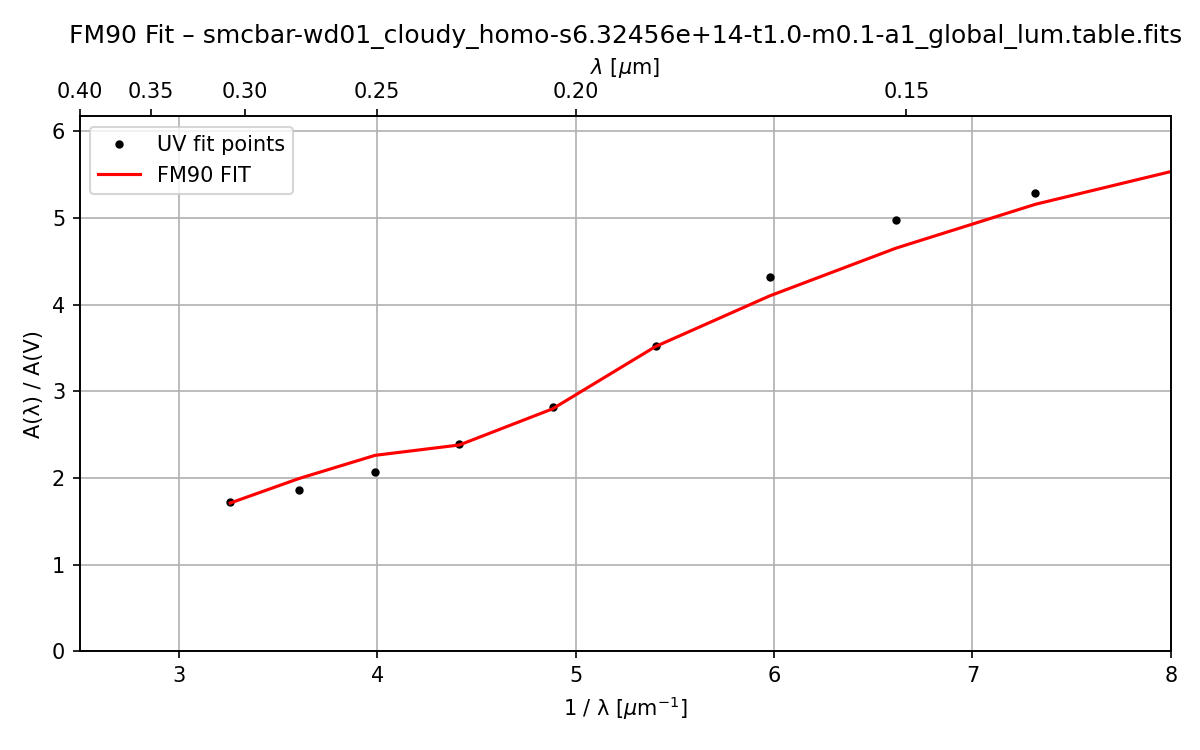 FM90 Fit – smcbar-wd01_cloudy_homo-s6.32456e+14-t1.0-m0.1-a1_global_lum.table.fits
λ [μm]
0.40 0.35 0.30 0.25 0.20 0.15
UV fit points
FM90 FIT
A(λ) / A(V)
6
5
4
3
2
1
0
3 4 5 6 7 8
1 / λ [μm⁻¹]